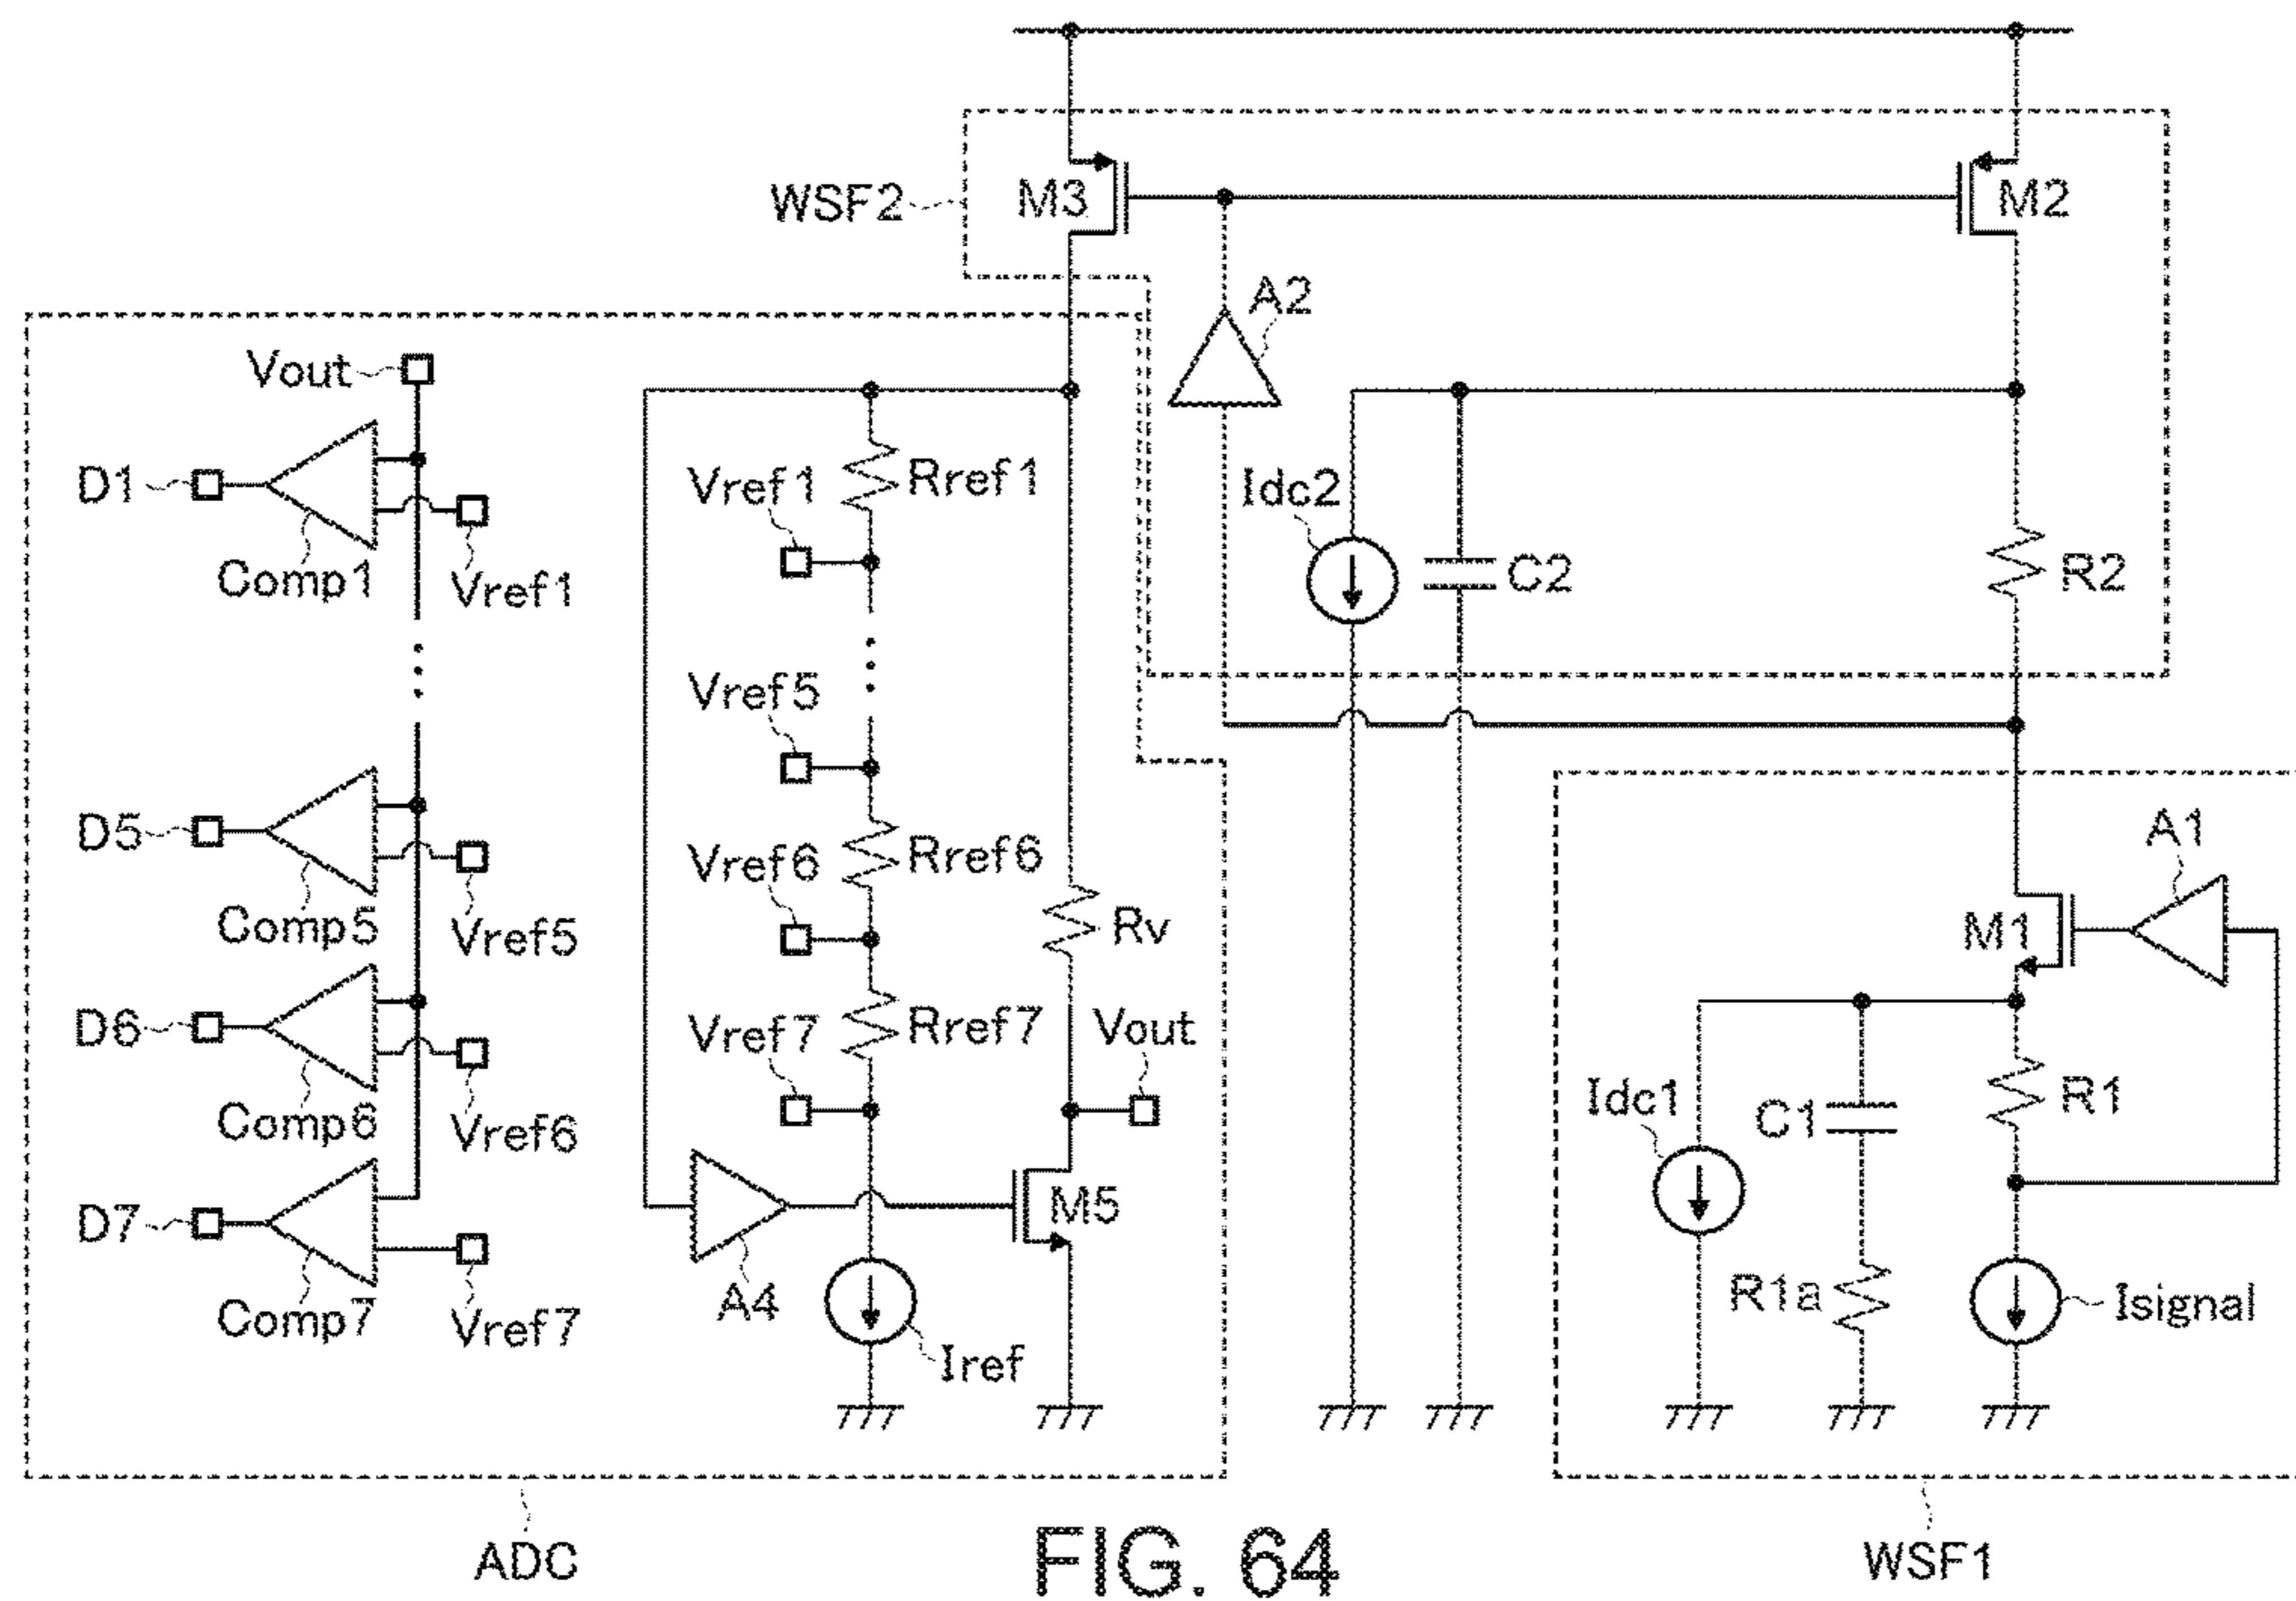 WSF2
M3
M2
A2
Vout
D1
Comp1
Vref1
Vref1
Rref1
Idc2
C2
R2
Vref5
D5
Comp5
Vref5
Vref6
Rref6
Rv
A1
M1
D6
Comp6
Vref6
Vref7
Rref7
Vout
Idc1
C1
R1
D7
Comp7
Vref7
A4
M5
Iref
R1a
Isignal
ADC
FIG. 64
WSF1